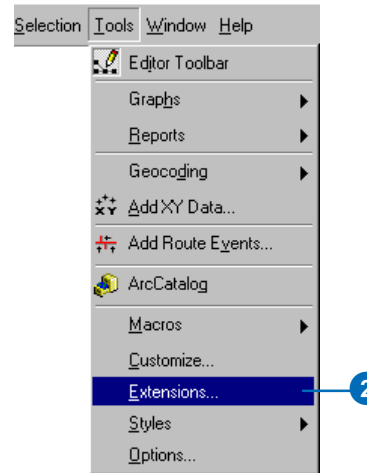 Selection Tools Window Help
Editor Toolbar
Graphs
Reports
Geocoding
Add XY Data...
Add Route Events...
ArcCatalog
Macros
Customize...
Extensions... 2
Styles
Options...